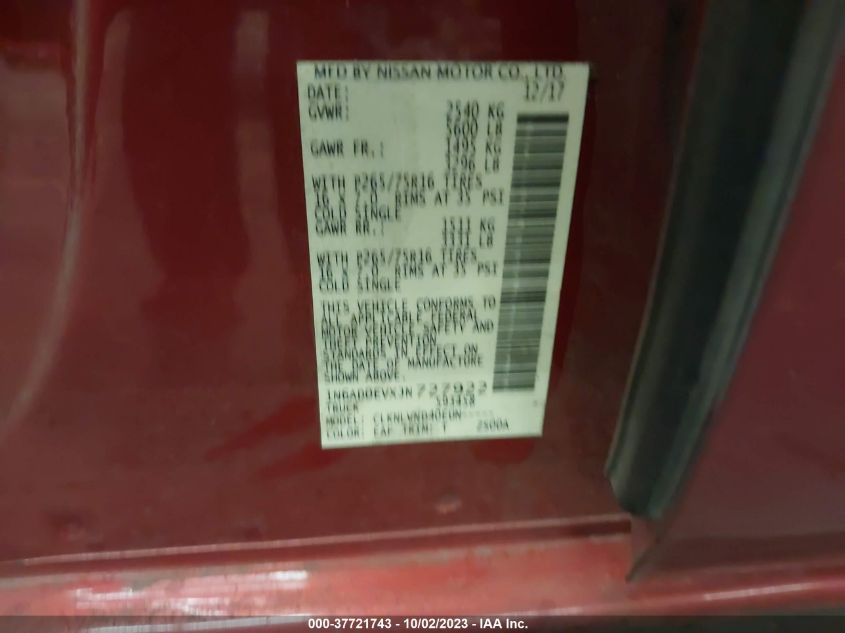 MFD BY NISSAN MOTOR CO., LTD.
DATE: 12/17
GVWR: 2540 KG
5600 LB
GAWR FR.: 1495 KG
3296 LB
WITH P265/75R16 TIRES
16 X 7.0 RIMS AT 35 PSI
COLD SINGLE
GAWR RR.: 1511 KG
3331 LB
WITH P265/75R16 TIRES
16 X 7.0 RIMS AT 35 PSI
COLD SINGLE
THIS VEHICLE CONFORMS TO
ALL APPLICABLE FEDERAL
MOTOR VEHICLE SAFETY AND
THEFT PREVENTION
STANDARDS IN EFFECT ON
THE DATE OF MANUFACTURE
SHOWN ABOVE.
TRUCK
MODEL:
COLOR: EAF TRIM: T 2500A
000-37721743 - 10/02/2023 - IAA Inc.